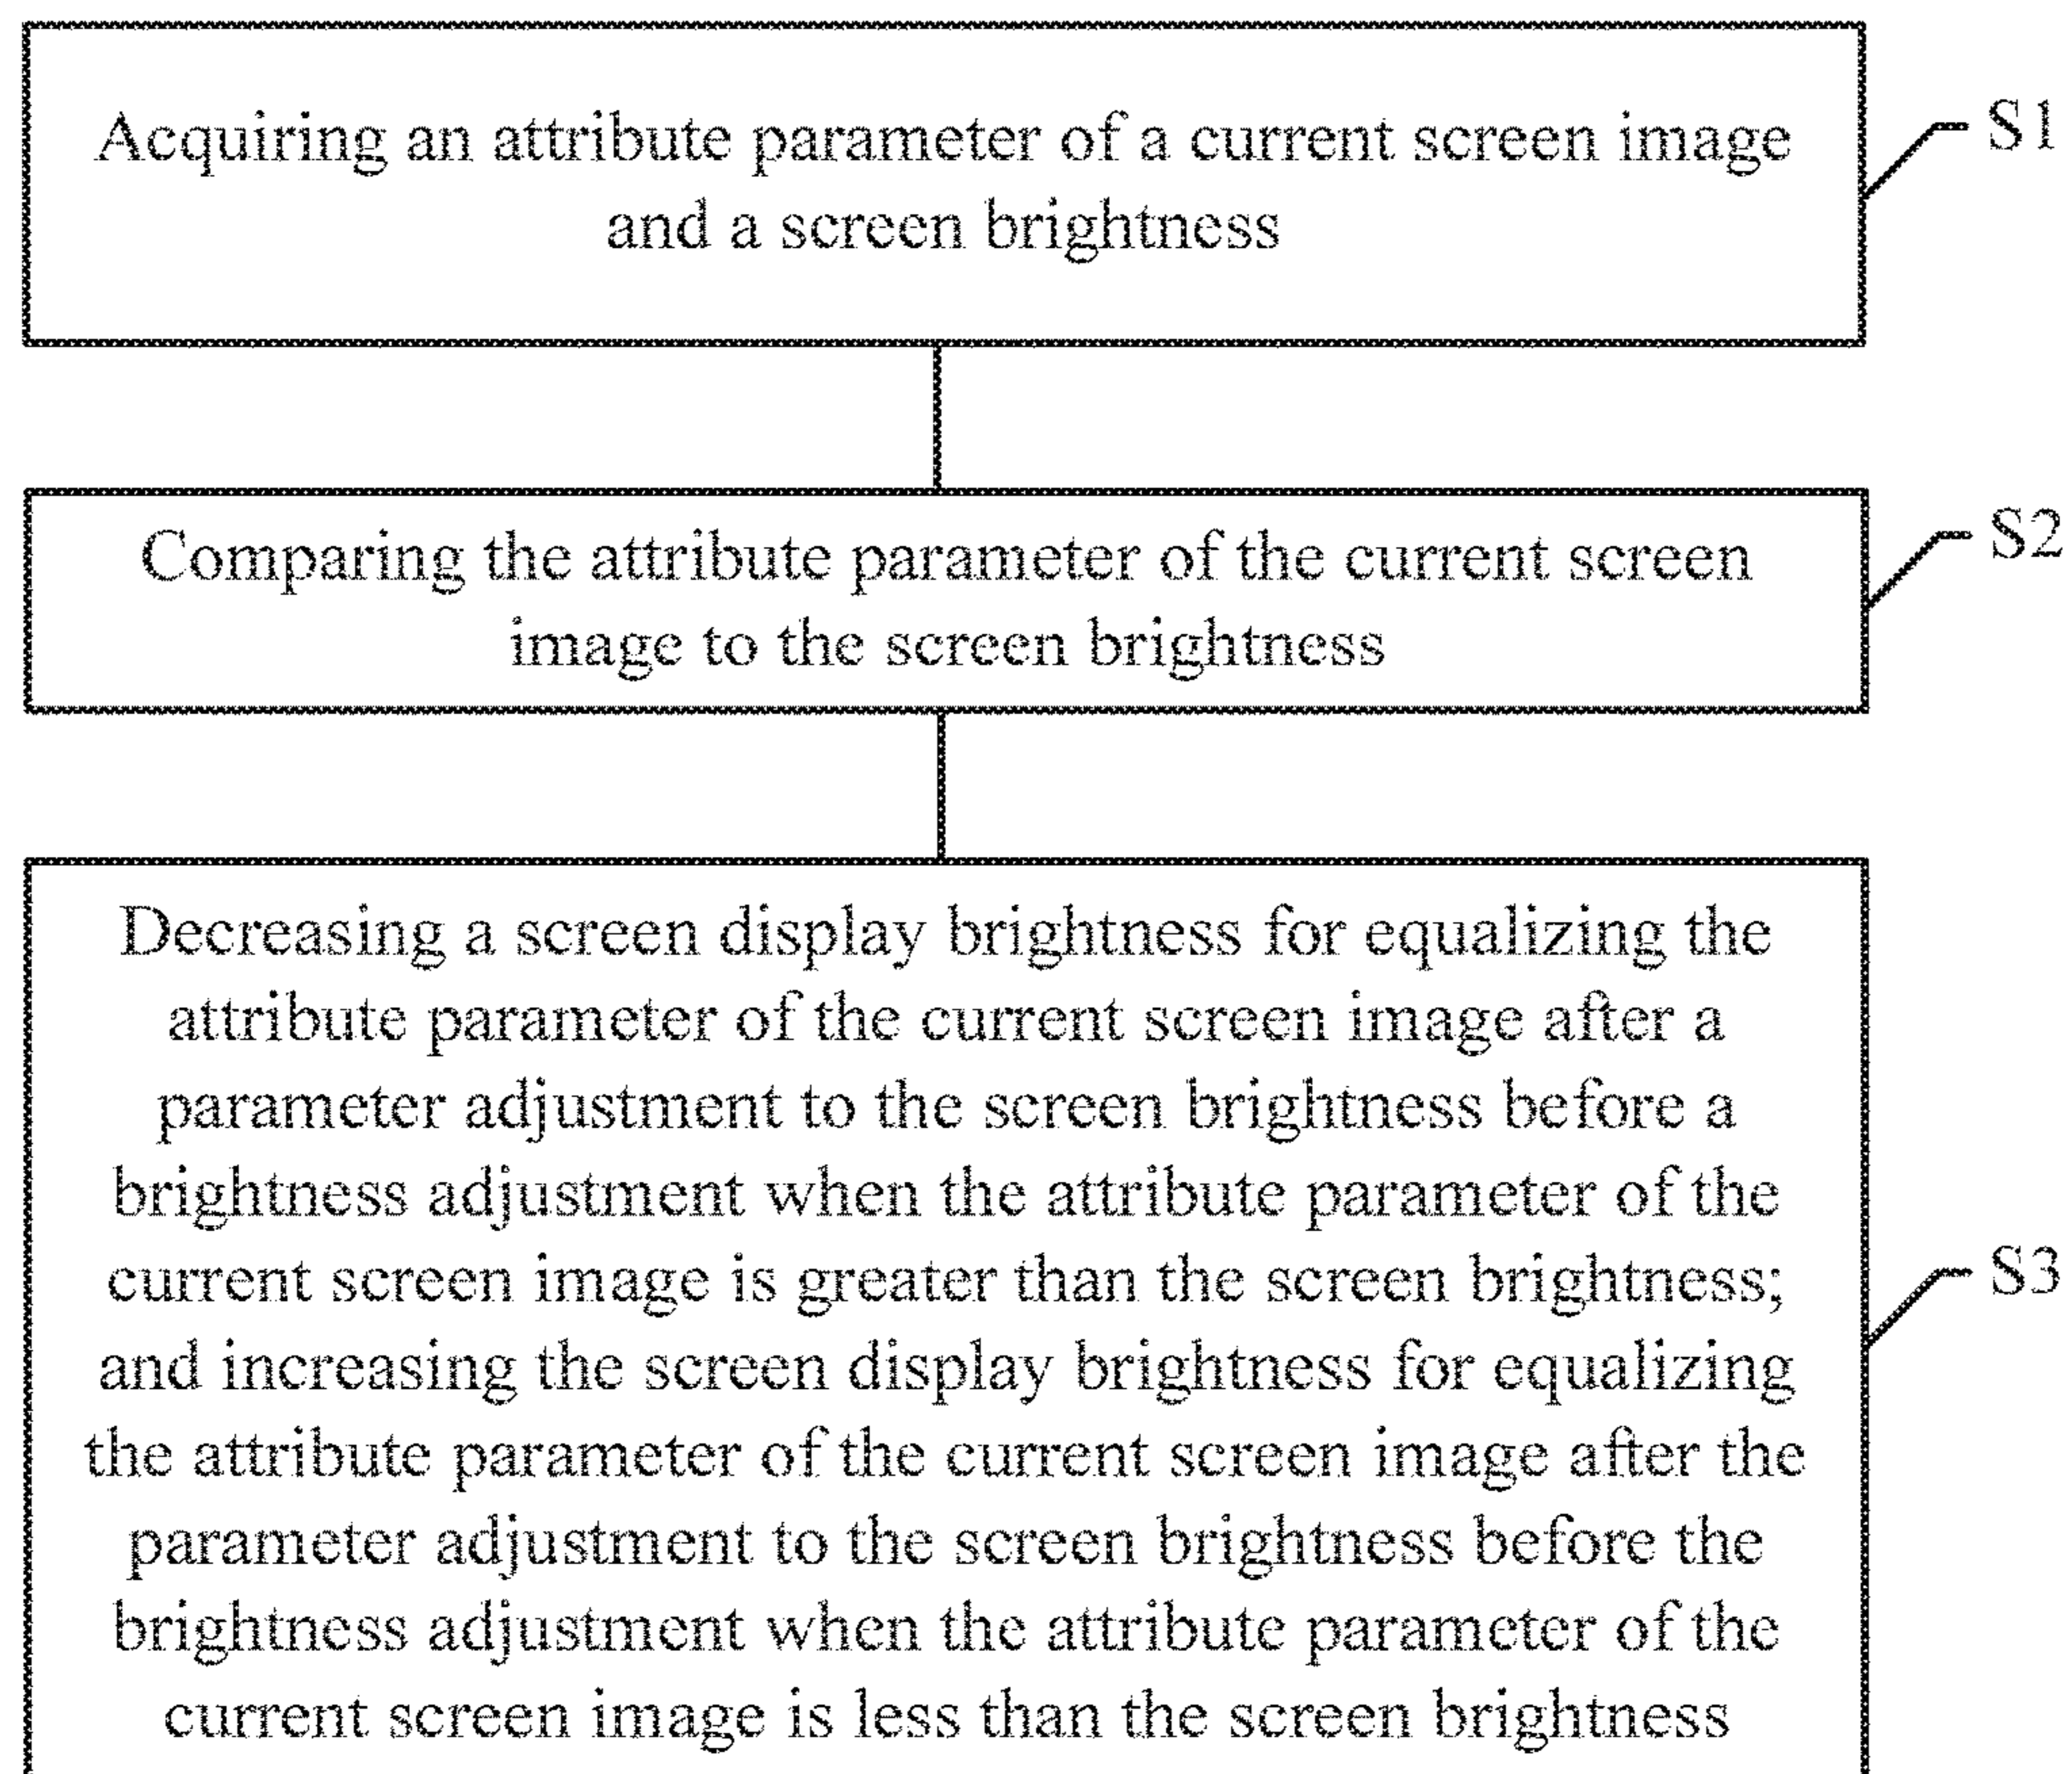 Acquiring an attribute parameter of a current screen image
and a screen brightness
S1
Comparing the attribute parameter of the current screen
image to the screen brightness
S2
Decreasing a screen display brightness for equalizing the
attribute parameter of the current screen image after a
parameter adjustment to the screen brightness before a
brightness adjustment when the attribute parameter of the
current screen image is greater than the screen brightness;
and increasing the screen display brightness for equalizing
the attribute parameter of the current screen image after the
parameter adjustment to the screen brightness before the
brightness adjustment when the attribute parameter of the
current screen image is less than the screen brightness
S3